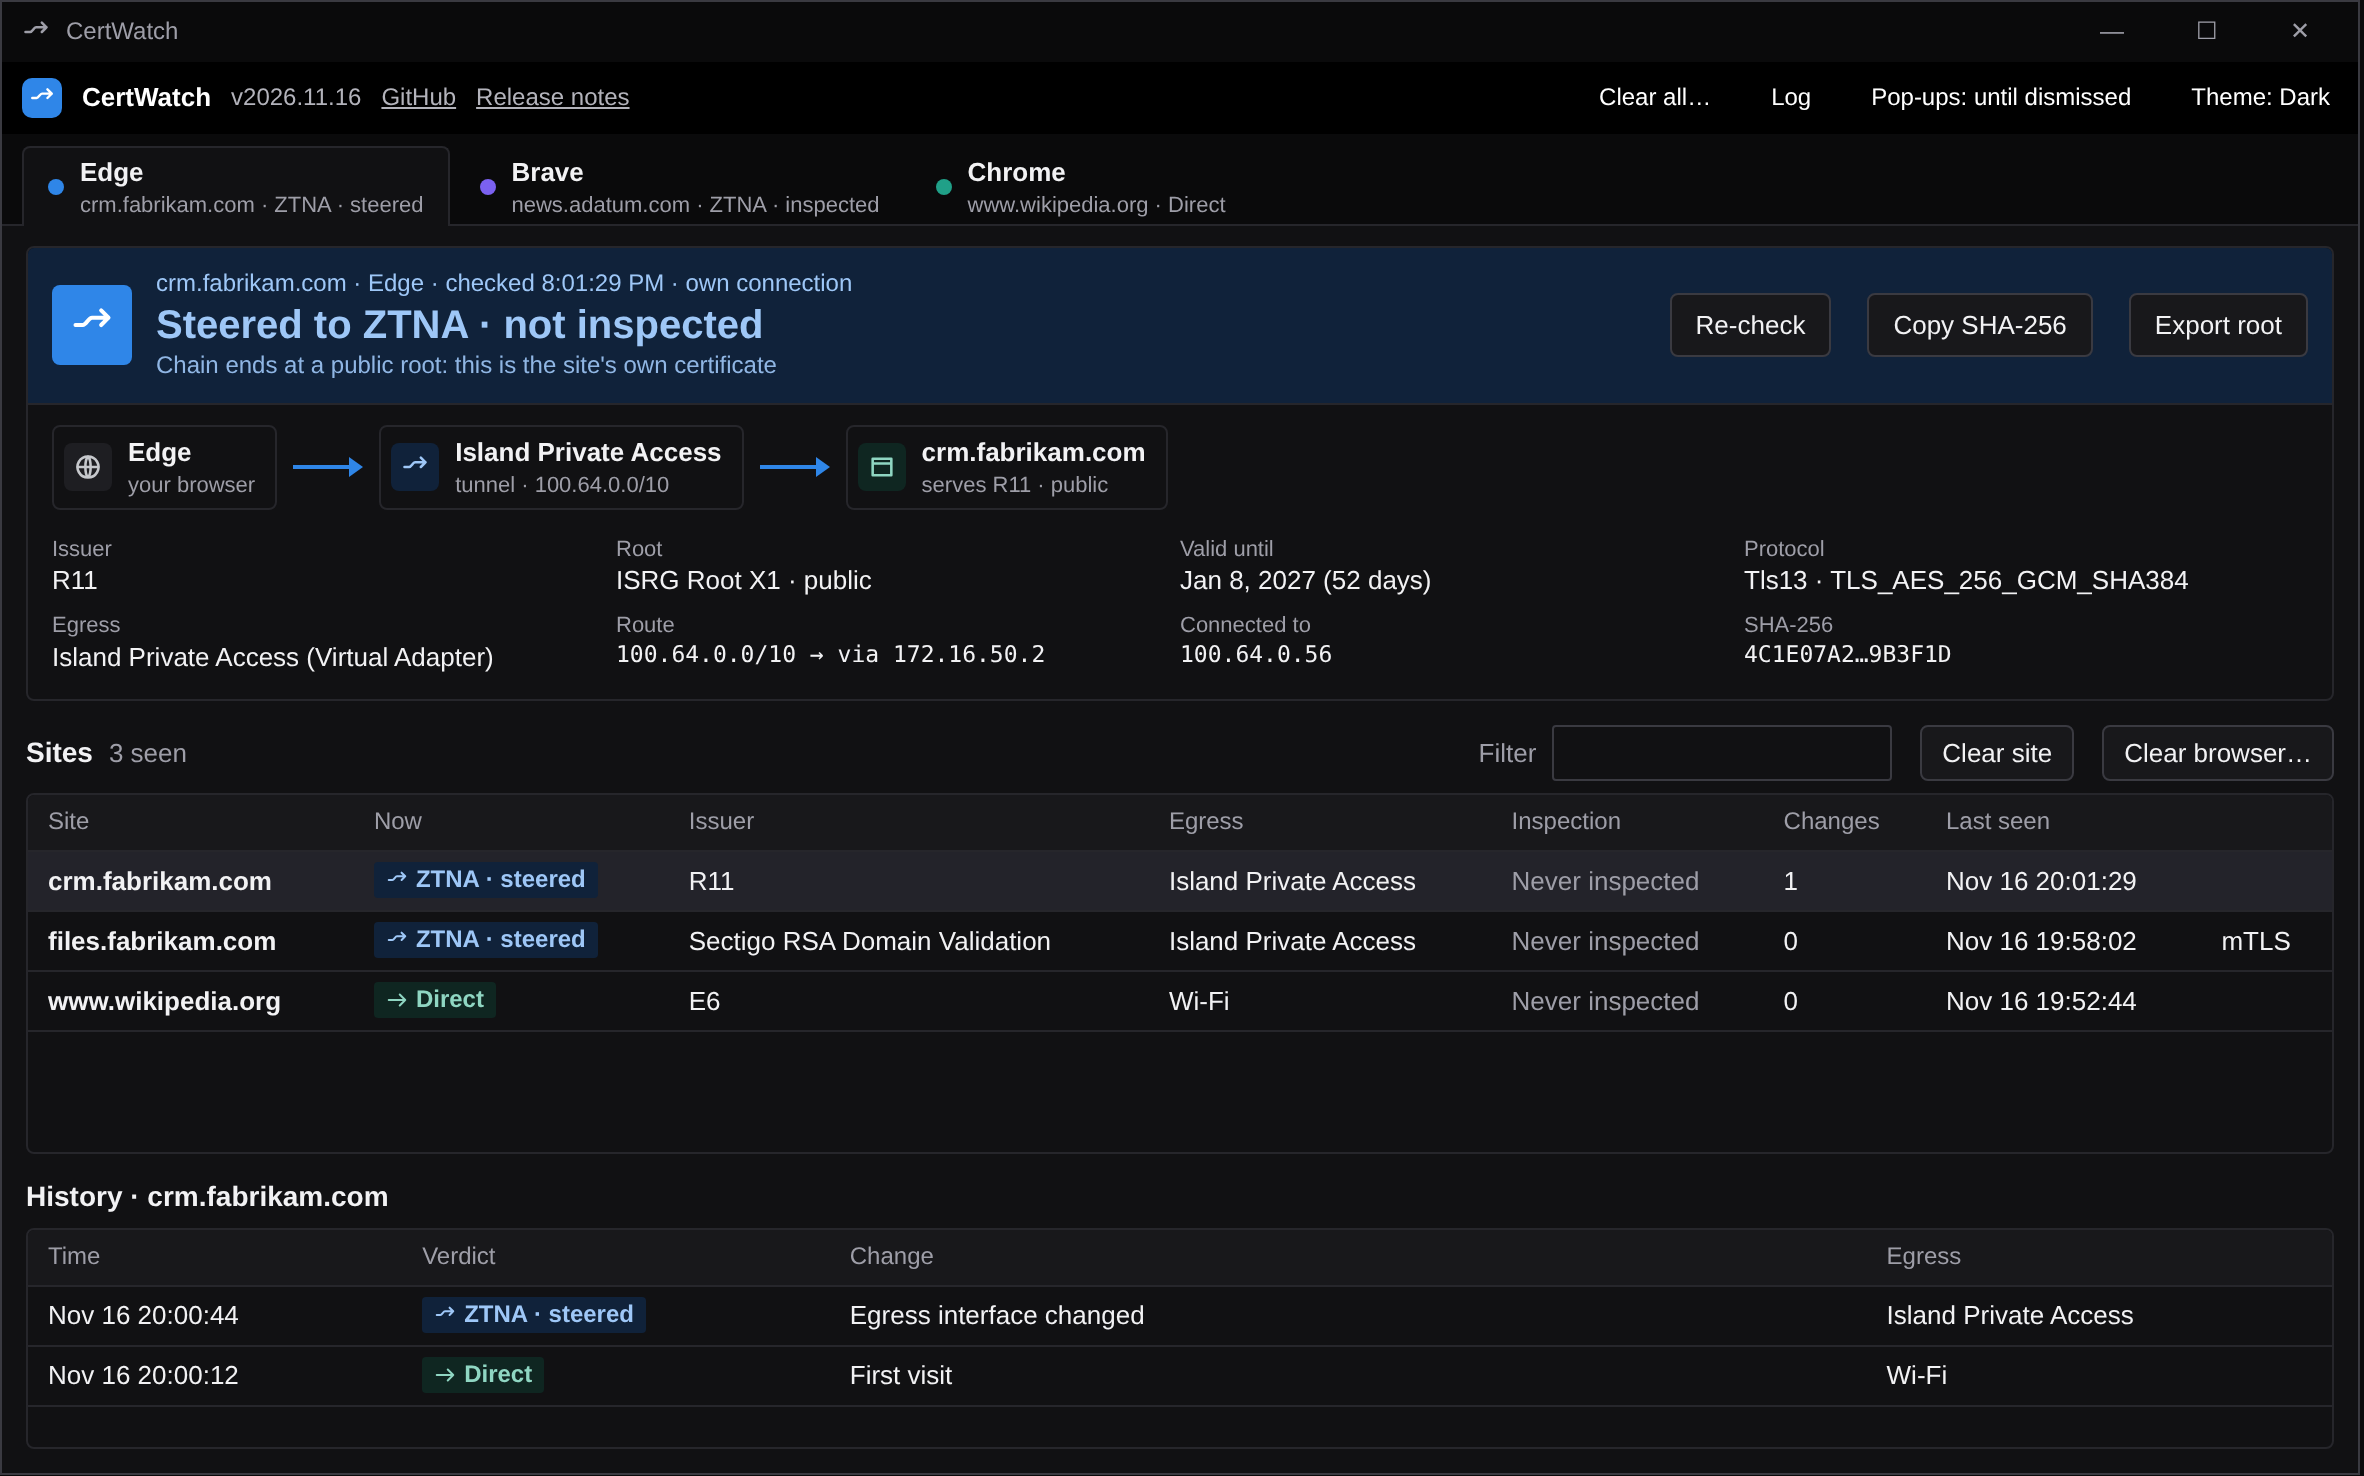 CertWatch
CertWatch v2026.11.16 GitHub Release notes Clear all… Log Pop-ups: until dismissed Theme: Dark
Edge
crm.fabrikam.com · ZTNA · steered
Brave
news.adatum.com · ZTNA · inspected
Chrome
www.wikipedia.org · Direct
crm.fabrikam.com · Edge · checked 8:01:29 PM · own connection
Steered to ZTNA · not inspected
Chain ends at a public root: this is the site's own certificate
Re-check Copy SHA-256 Export root
Edge
your browser
Island Private Access
tunnel · 100.64.0.0/10
crm.fabrikam.com
serves R11 · public
Issuer
R11
Root
ISRG Root X1 · public
Valid until
Jan 8, 2027 (52 days)
Protocol
Tls13 · TLS_AES_256_GCM_SHA384
Egress
Island Private Access (Virtual Adapter)
Route
100.64.0.0/10 → via 172.16.50.2
Connected to
100.64.0.56
SHA-256
4C1E07A2…9B3F1D
Sites 3 seen Filter Clear site Clear browser…
Site Now Issuer Egress Inspection Changes Last seen
crm.fabrikam.com ZTNA · steered R11 Island Private Access Never inspected 1 Nov 16 20:01:29
files.fabrikam.com ZTNA · steered Sectigo RSA Domain Validation Island Private Access Never inspected 0 Nov 16 19:58:02 mTLS
www.wikipedia.org Direct E6 Wi-Fi Never inspected 0 Nov 16 19:52:44
History · crm.fabrikam.com
Time Verdict Change Egress
Nov 16 20:00:44 ZTNA · steered Egress interface changed Island Private Access
Nov 16 20:00:12 Direct First visit Wi-Fi